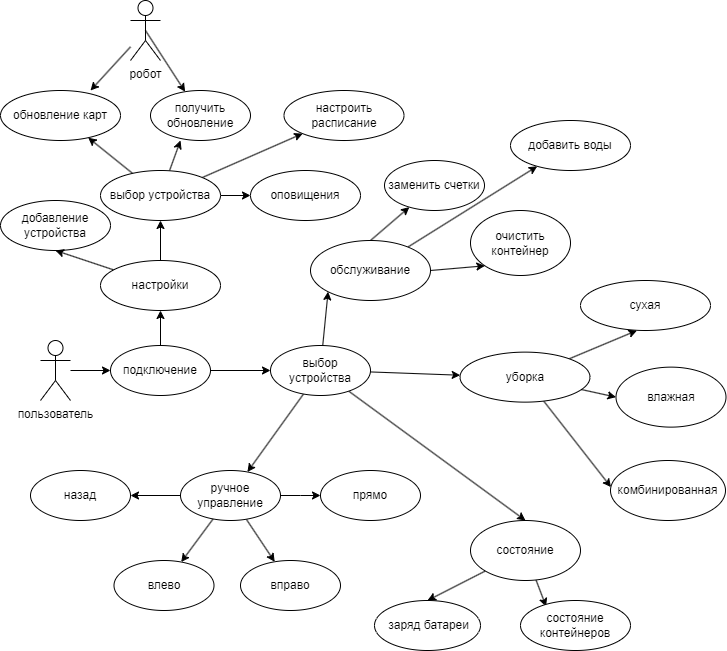 робот
обновление карт
получить
обновление
настроить
расписание
добавить воды
выбор устройства
оповищения
заменить счетки
добавление
устройства
очистить
контейнер
обслуживание
настройки
сухая
пользователь
подключение
выбор
устройства
уборка
влажная
назад
ручное
управление
прямо
комбинированная
влево
вправо
состояние
заряд батареи
состояние
контейнеров